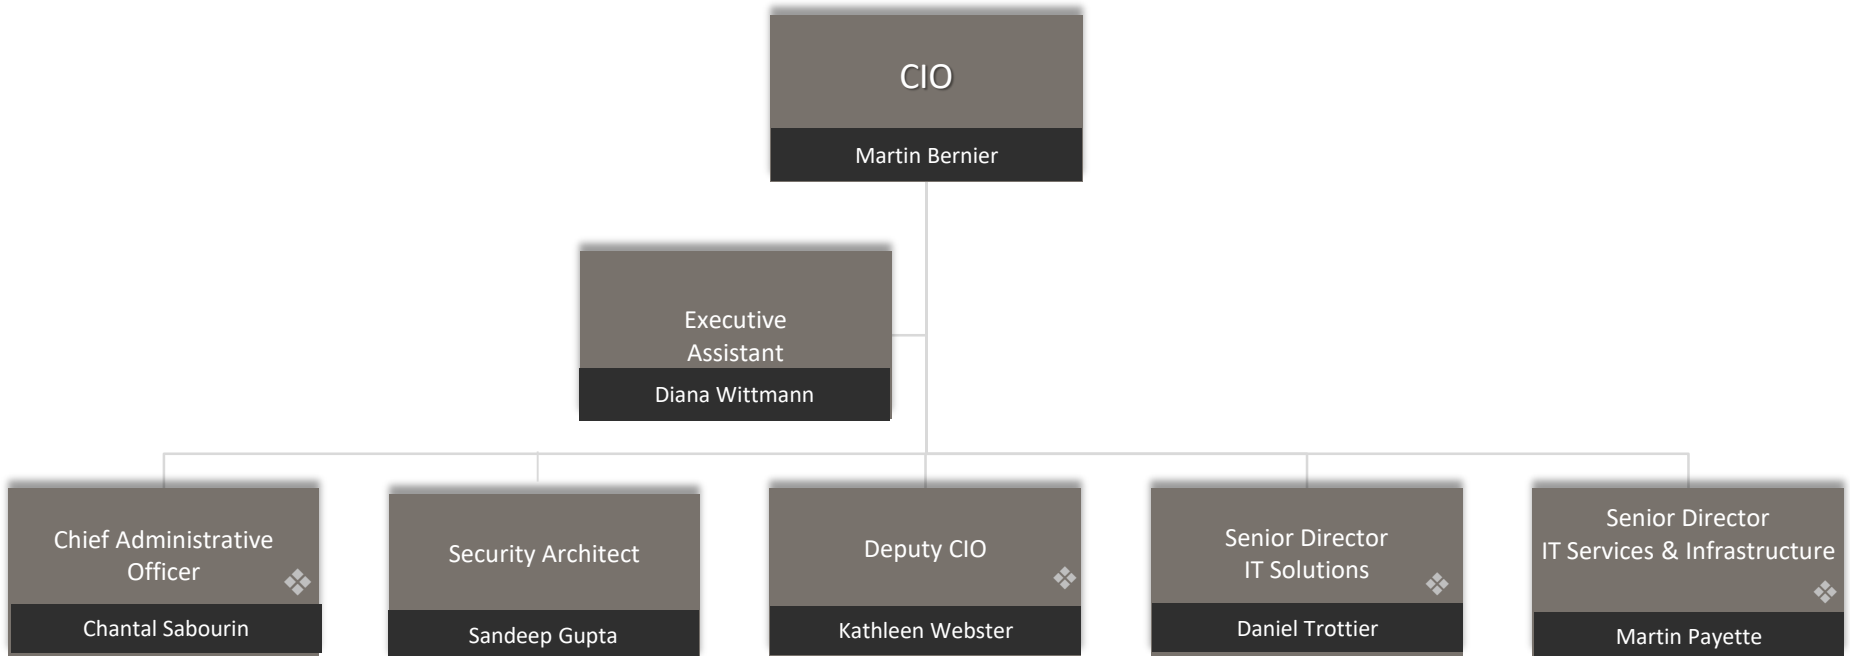 CIO
Martin Bernier
Executive
Assistant
Diana Wittmann
Chief Administrative
Officer
Chantal Sabourin
Security Architect
Sandeep Gupta
Deputy CIO
Kathleen Webster
Senior Director
IT Solutions
Daniel Trottier
Senior Director
IT Services & Infrastructure
Martin Payette